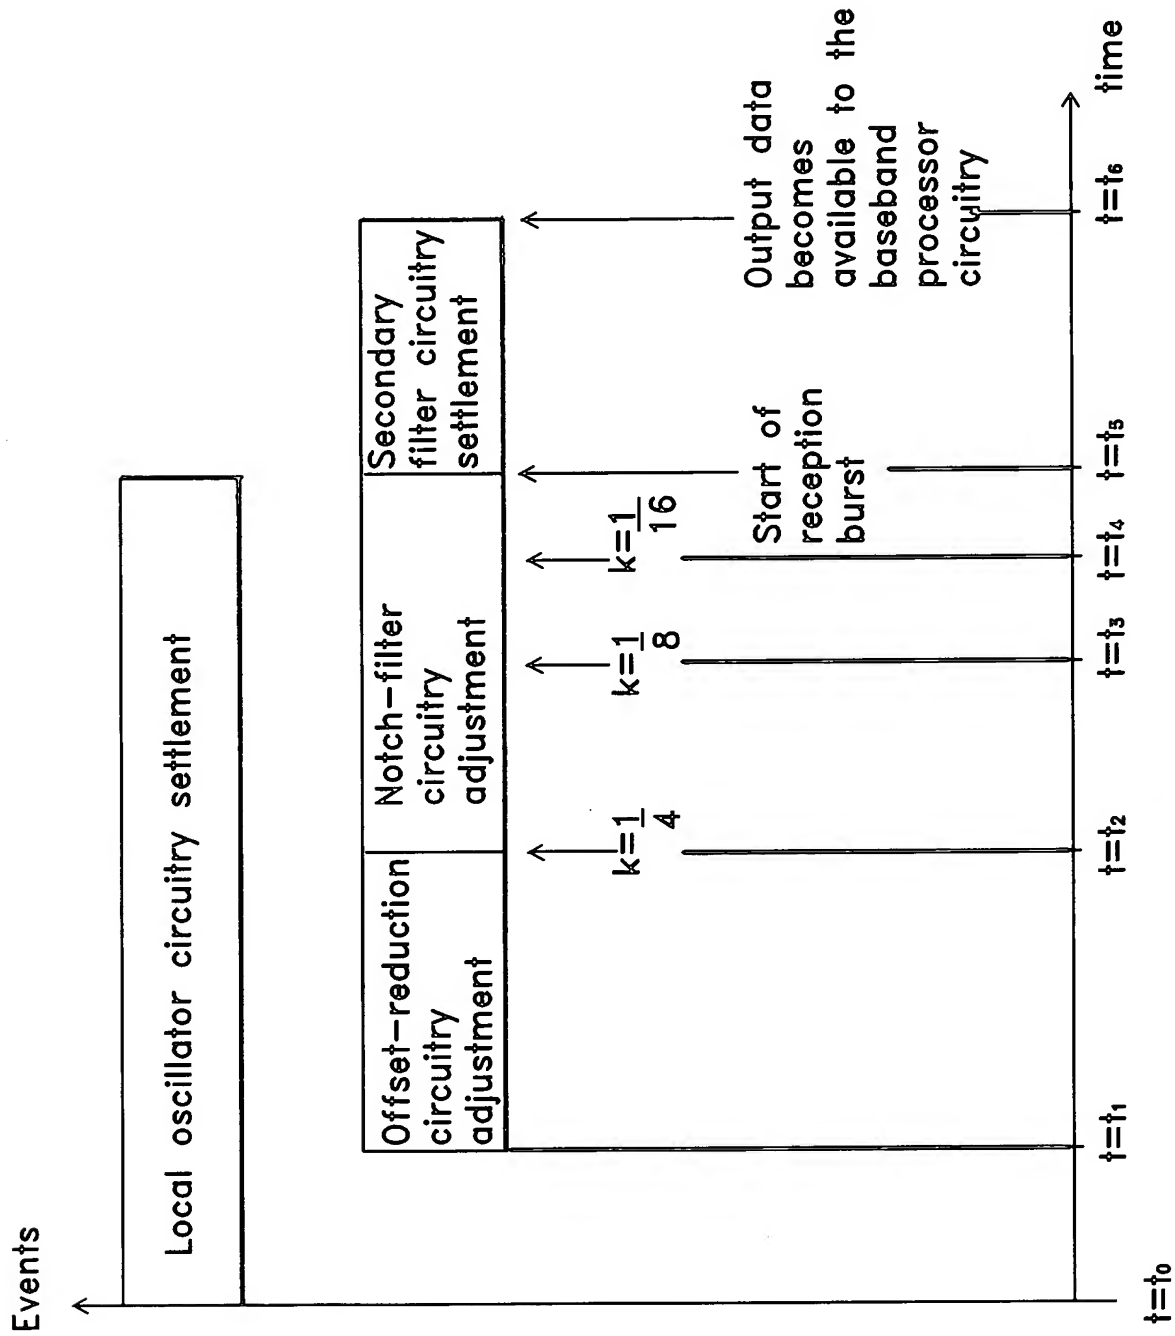 Events
Local oscillator circuitry settlement
Offset-reduction
circuitry
adjustment
Notch-filter
circuitry
adjustment
Secondary
filter circuitry
settlement
k=1/4
k=1/8
k=1/16
Start of
reception
burst
Output data
becomes
available to the
baseband
processor
circuitry
t=t₀
t=t₁
t=t₂
t=t₃
t=t₄
t=t₅
t=t₆
time